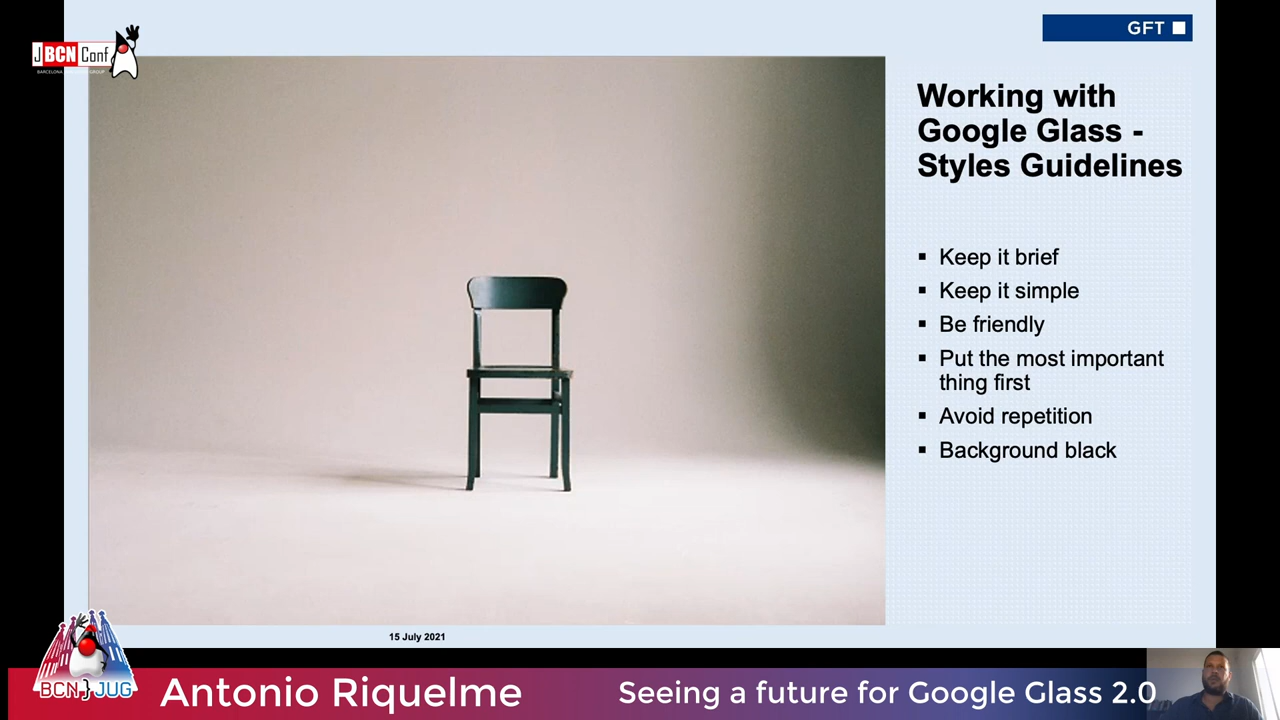 GFT
JBCN Conf
Working with
Google Glass -
Styles Guidelines
▪ Keep it brief
▪ Keep it simple
▪ Be friendly
▪ Put the most important
thing first
▪ Avoid repetition
▪ Background black
15 July 2021
BCN JUG
Antonio Riquelme
Seeing a future for Google Glass 2.0